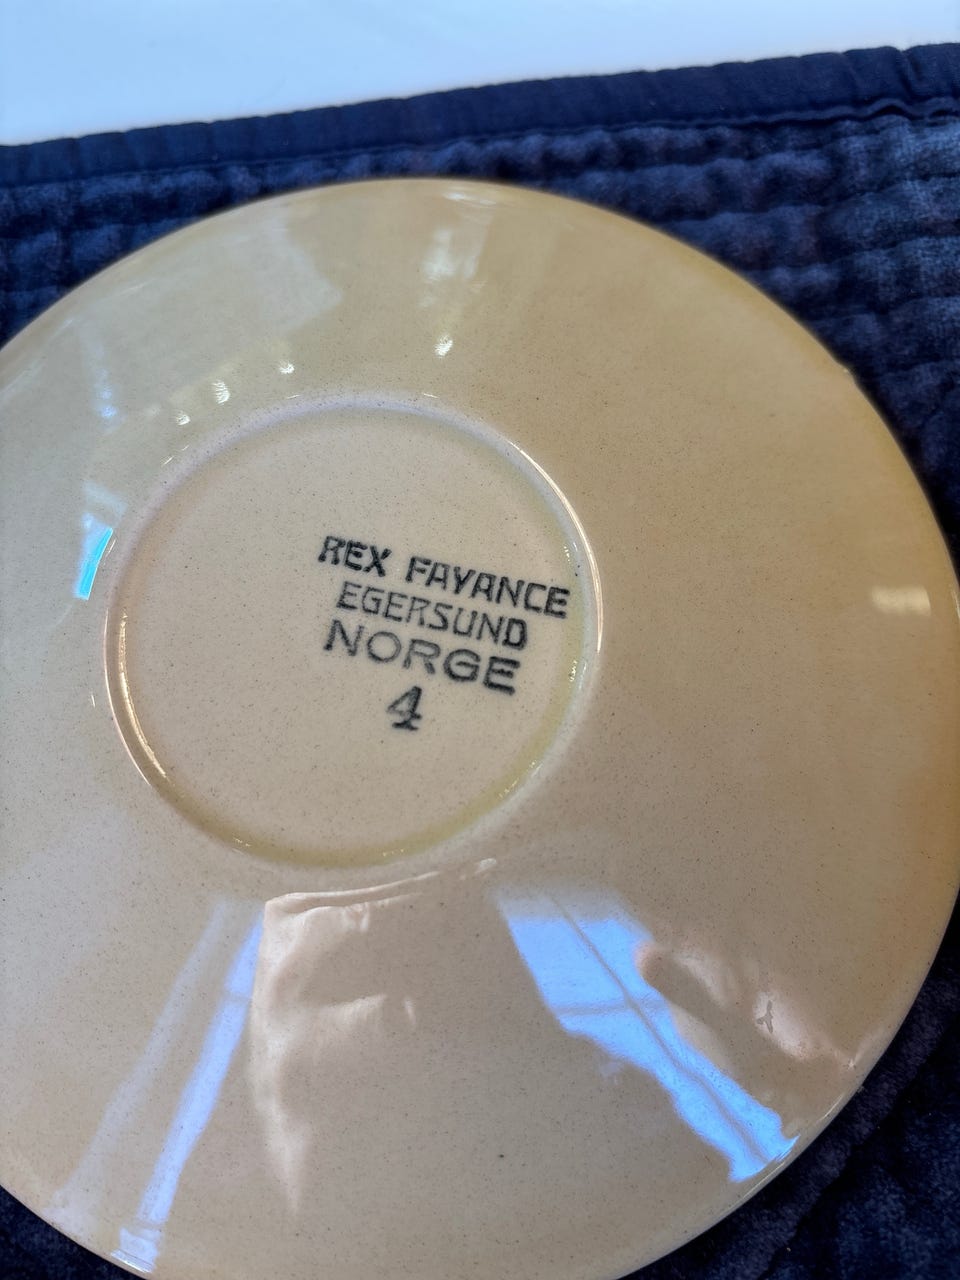 REX FAYANCE
EGERSUND
NORGE
4